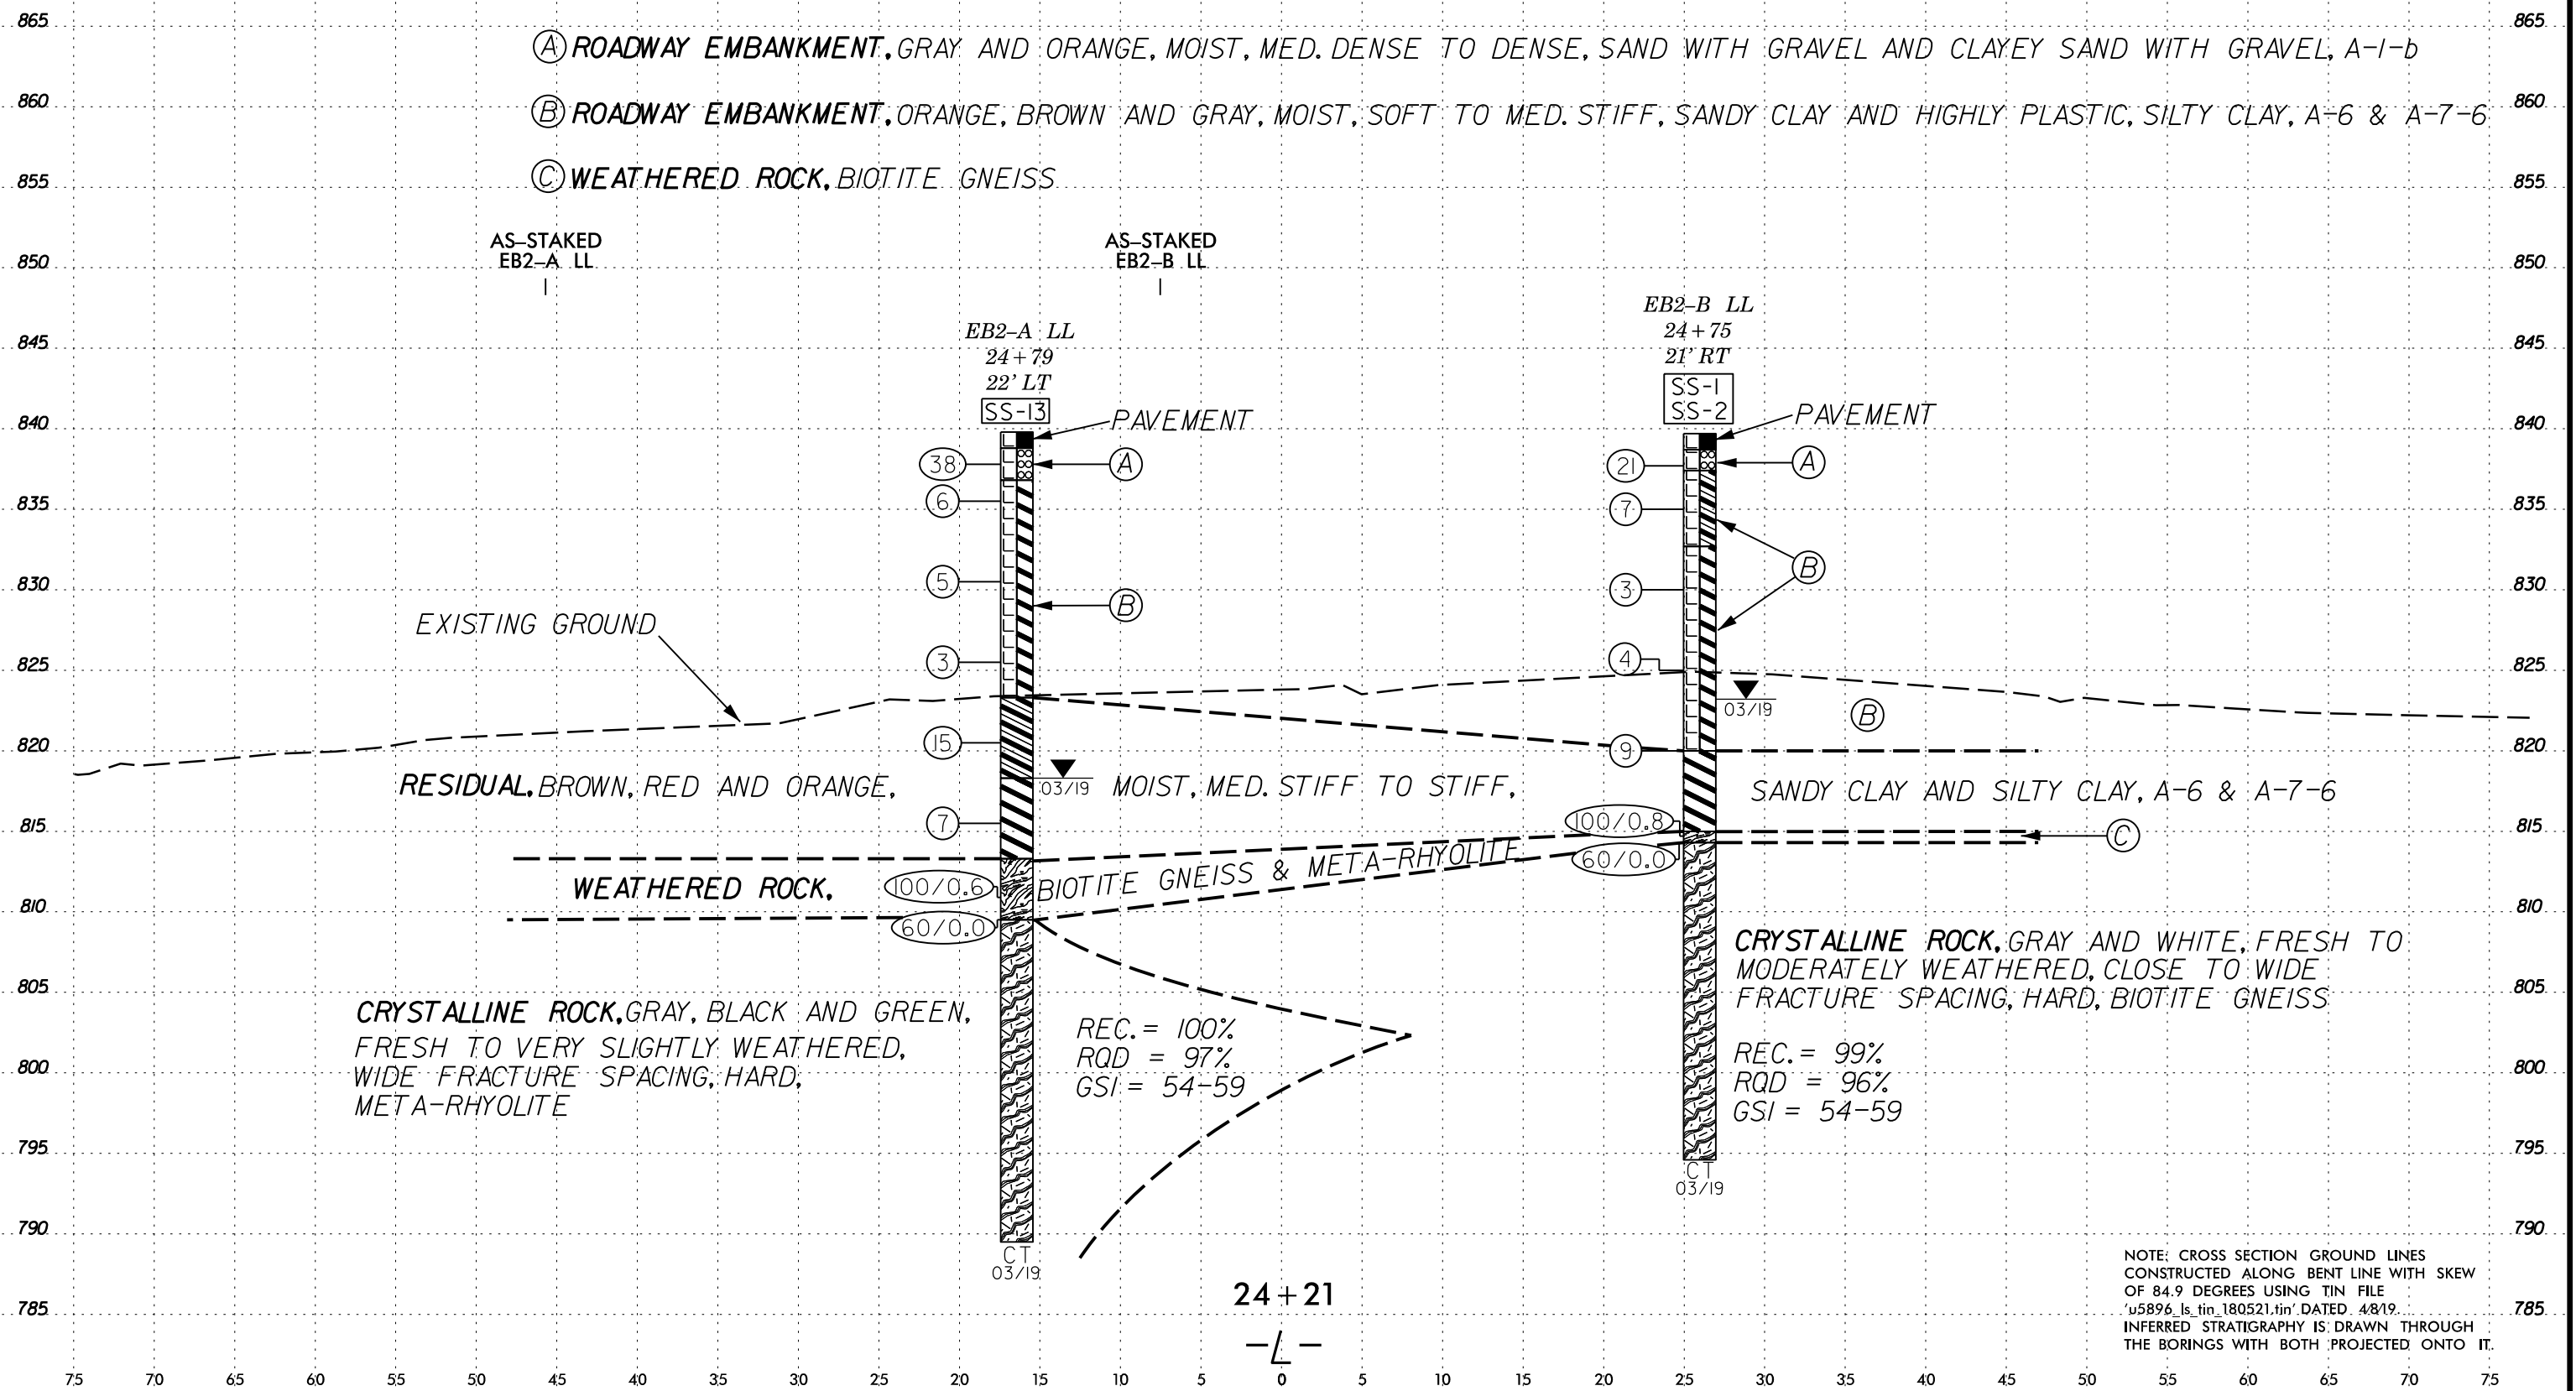 865 865
Ⓐ ROADWAY EMBANKMENT, GRAY AND ORANGE, MOIST, MED. DENSE TO DENSE, SAND WITH GRAVEL AND CLAYEY SAND WITH GRAVEL, A-1-b
860 860
Ⓑ ROADWAY EMBANKMENT, ORANGE, BROWN AND GRAY, MOIST, SOFT TO MED. STIFF, SANDY CLAY AND HIGHLY PLASTIC, SILTY CLAY, A-6 & A-7-6
855 855
Ⓒ WEATHERED ROCK, BIOTITE GNEISS
AS-STAKED
EB2-A LL
AS-STAKED
EB2-B LL
850 850
EB2-A LL
24+79
22' LT
SS-13
EB2-B LL
24+75
21' RT
SS-1
SS-2
845 845
PAVEMENT
PAVEMENT
840 840
38
A
21
A
6
7
835 835
5
B
3
B
830 830
EXISTING GROUND
3
4
825 825
03/19
B
15
9
820 820
03/19
RESIDUAL, BROWN, RED AND ORANGE, MOIST, MED. STIFF TO STIFF, SANDY CLAY AND SILTY CLAY, A-6 & A-7-6
7
100/0.8
815 815
C
60/0.0
WEATHERED ROCK, BIOTITE GNEISS & META-RHYOLITE
100/0.6
810 810
60/0.0
CRYSTALLINE ROCK, GRAY AND WHITE, FRESH TO
MODERATELY WEATHERED, CLOSE TO WIDE
FRACTURE SPACING, HARD, BIOTITE GNEISS
805 805
CRYSTALLINE ROCK, GRAY, BLACK AND GREEN,
FRESH TO VERY SLIGHTLY WEATHERED,
WIDE FRACTURE SPACING, HARD,
META-RHYOLITE
REC. = 100%
RQD = 97%
GSI = 54-59
REC. = 99%
RQD = 96%
GSI = 54-59
800 800
795 795
CT
03/19
790 790
CT
03/19
24+21
-L-
785 785
NOTE: CROSS SECTION GROUND LINES
CONSTRUCTED ALONG BENT LINE WITH SKEW
OF 84.9 DEGREES USING TIN FILE
'u5896_ls_tin_180521.tin' DATED 4/8/19.
INFERRED STRATIGRAPHY IS DRAWN THROUGH
THE BORINGS WITH BOTH PROJECTED ONTO IT.
75 70 65 60 55 50 45 40 35 30 25 20 15 10 5 0 5 10 15 20 25 30 35 40 45 50 55 60 65 70 75